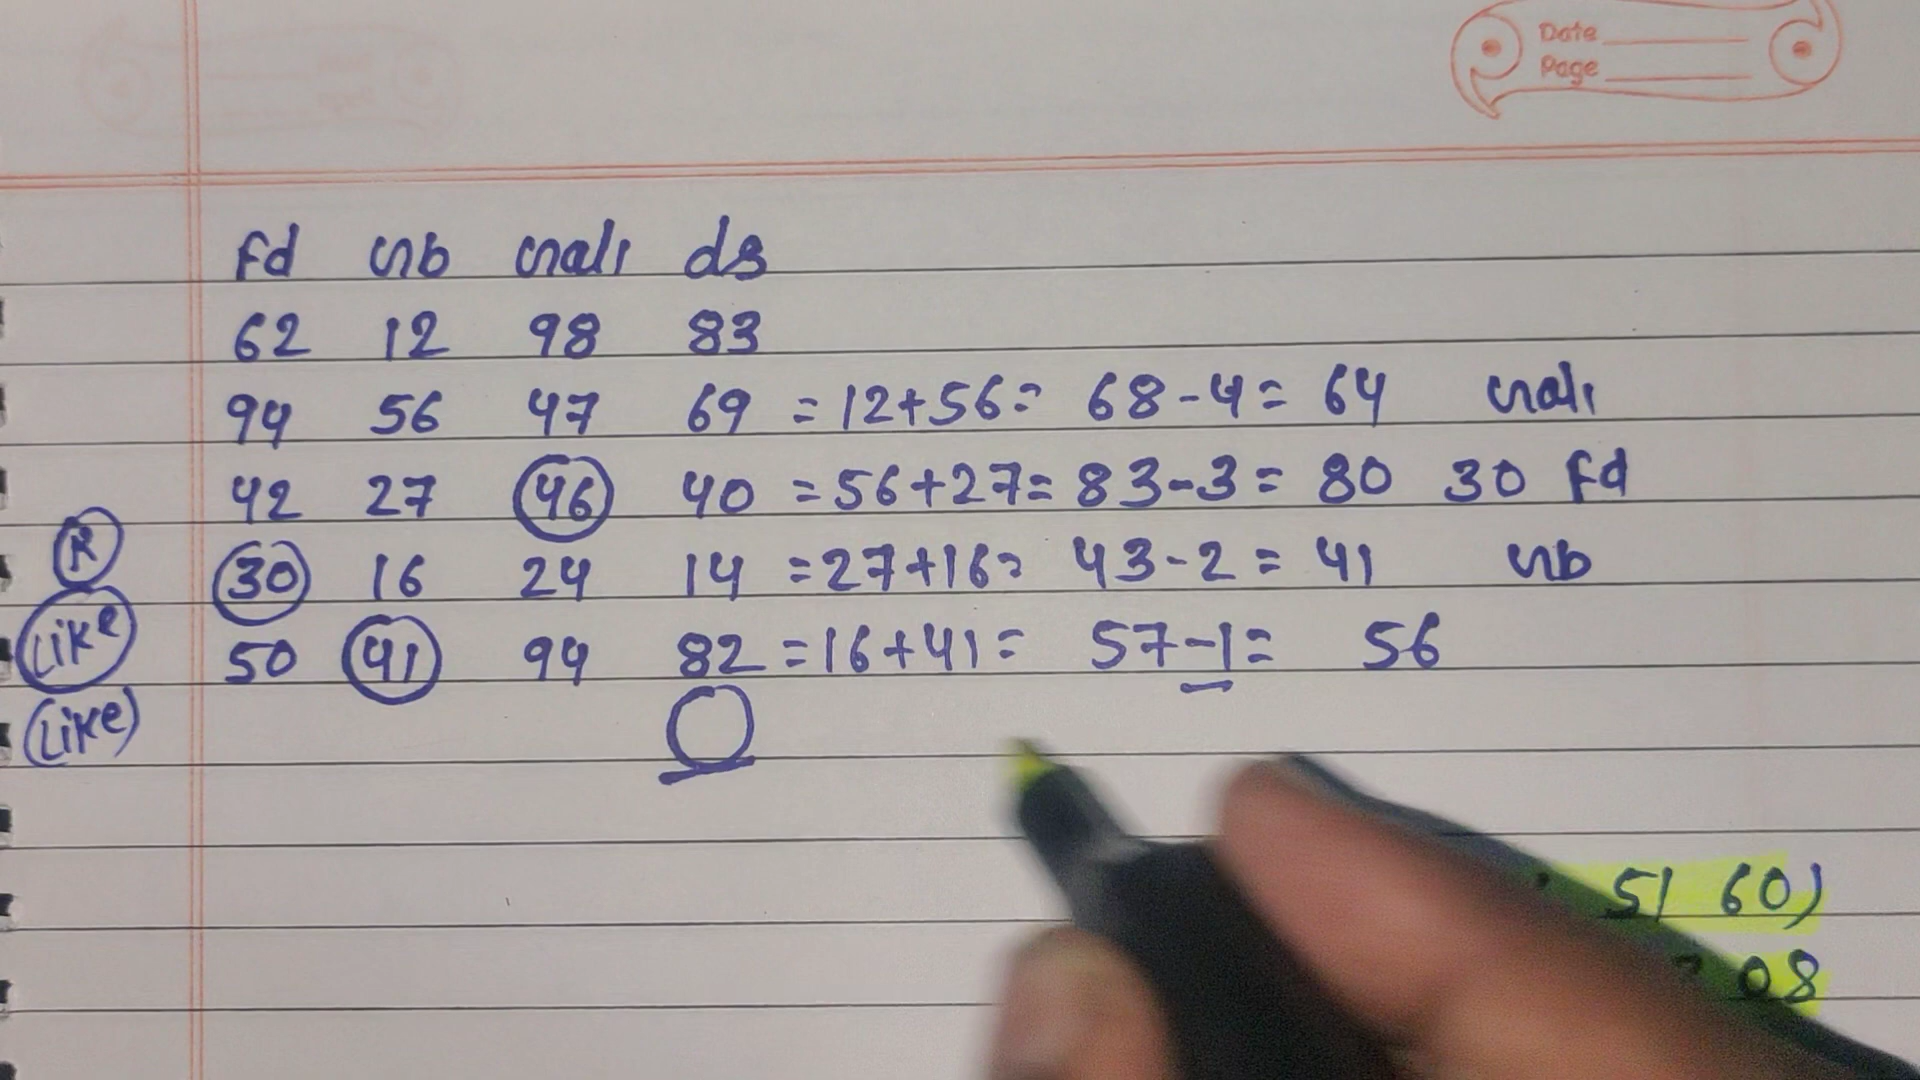 Date
Page
Fd gb gali ds
62 12 98 83
94 56 47 69 = 12+56= 68-4= 64 gali
42 27 46 40 = 56+27= 83-3= 80 30 Fd
R 30 16 24 14 = 27+16= 43-2= 41 gb
Like 50 41 94 82 = 16+41= 57-1= 56
(Like)
51 60)
08